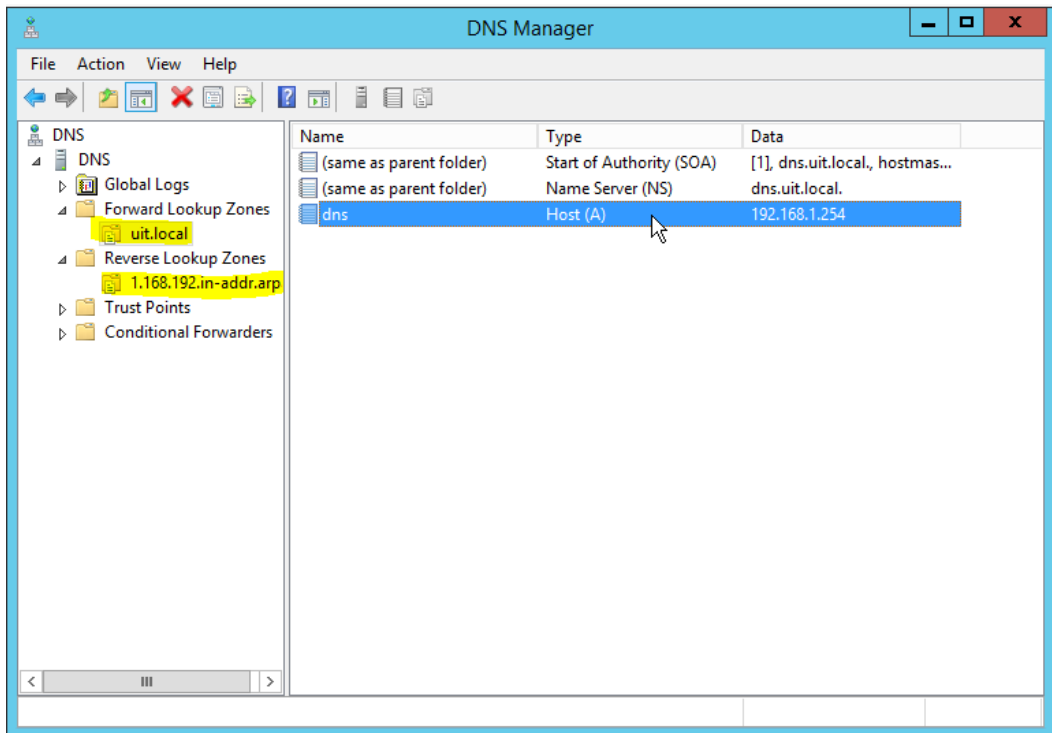 DNS Manager
File Action View Help
DNS
DNS
Global Logs
Forward Lookup Zones
uit.local
Reverse Lookup Zones
1.168.192.in-addr.arp
Trust Points
Conditional Forwarders
Name Type Data
(same as parent folder) Start of Authority (SOA) [1], dns.uit.local., hostmas...
(same as parent folder) Name Server (NS) dns.uit.local.
dns Host (A) 192.168.1.254